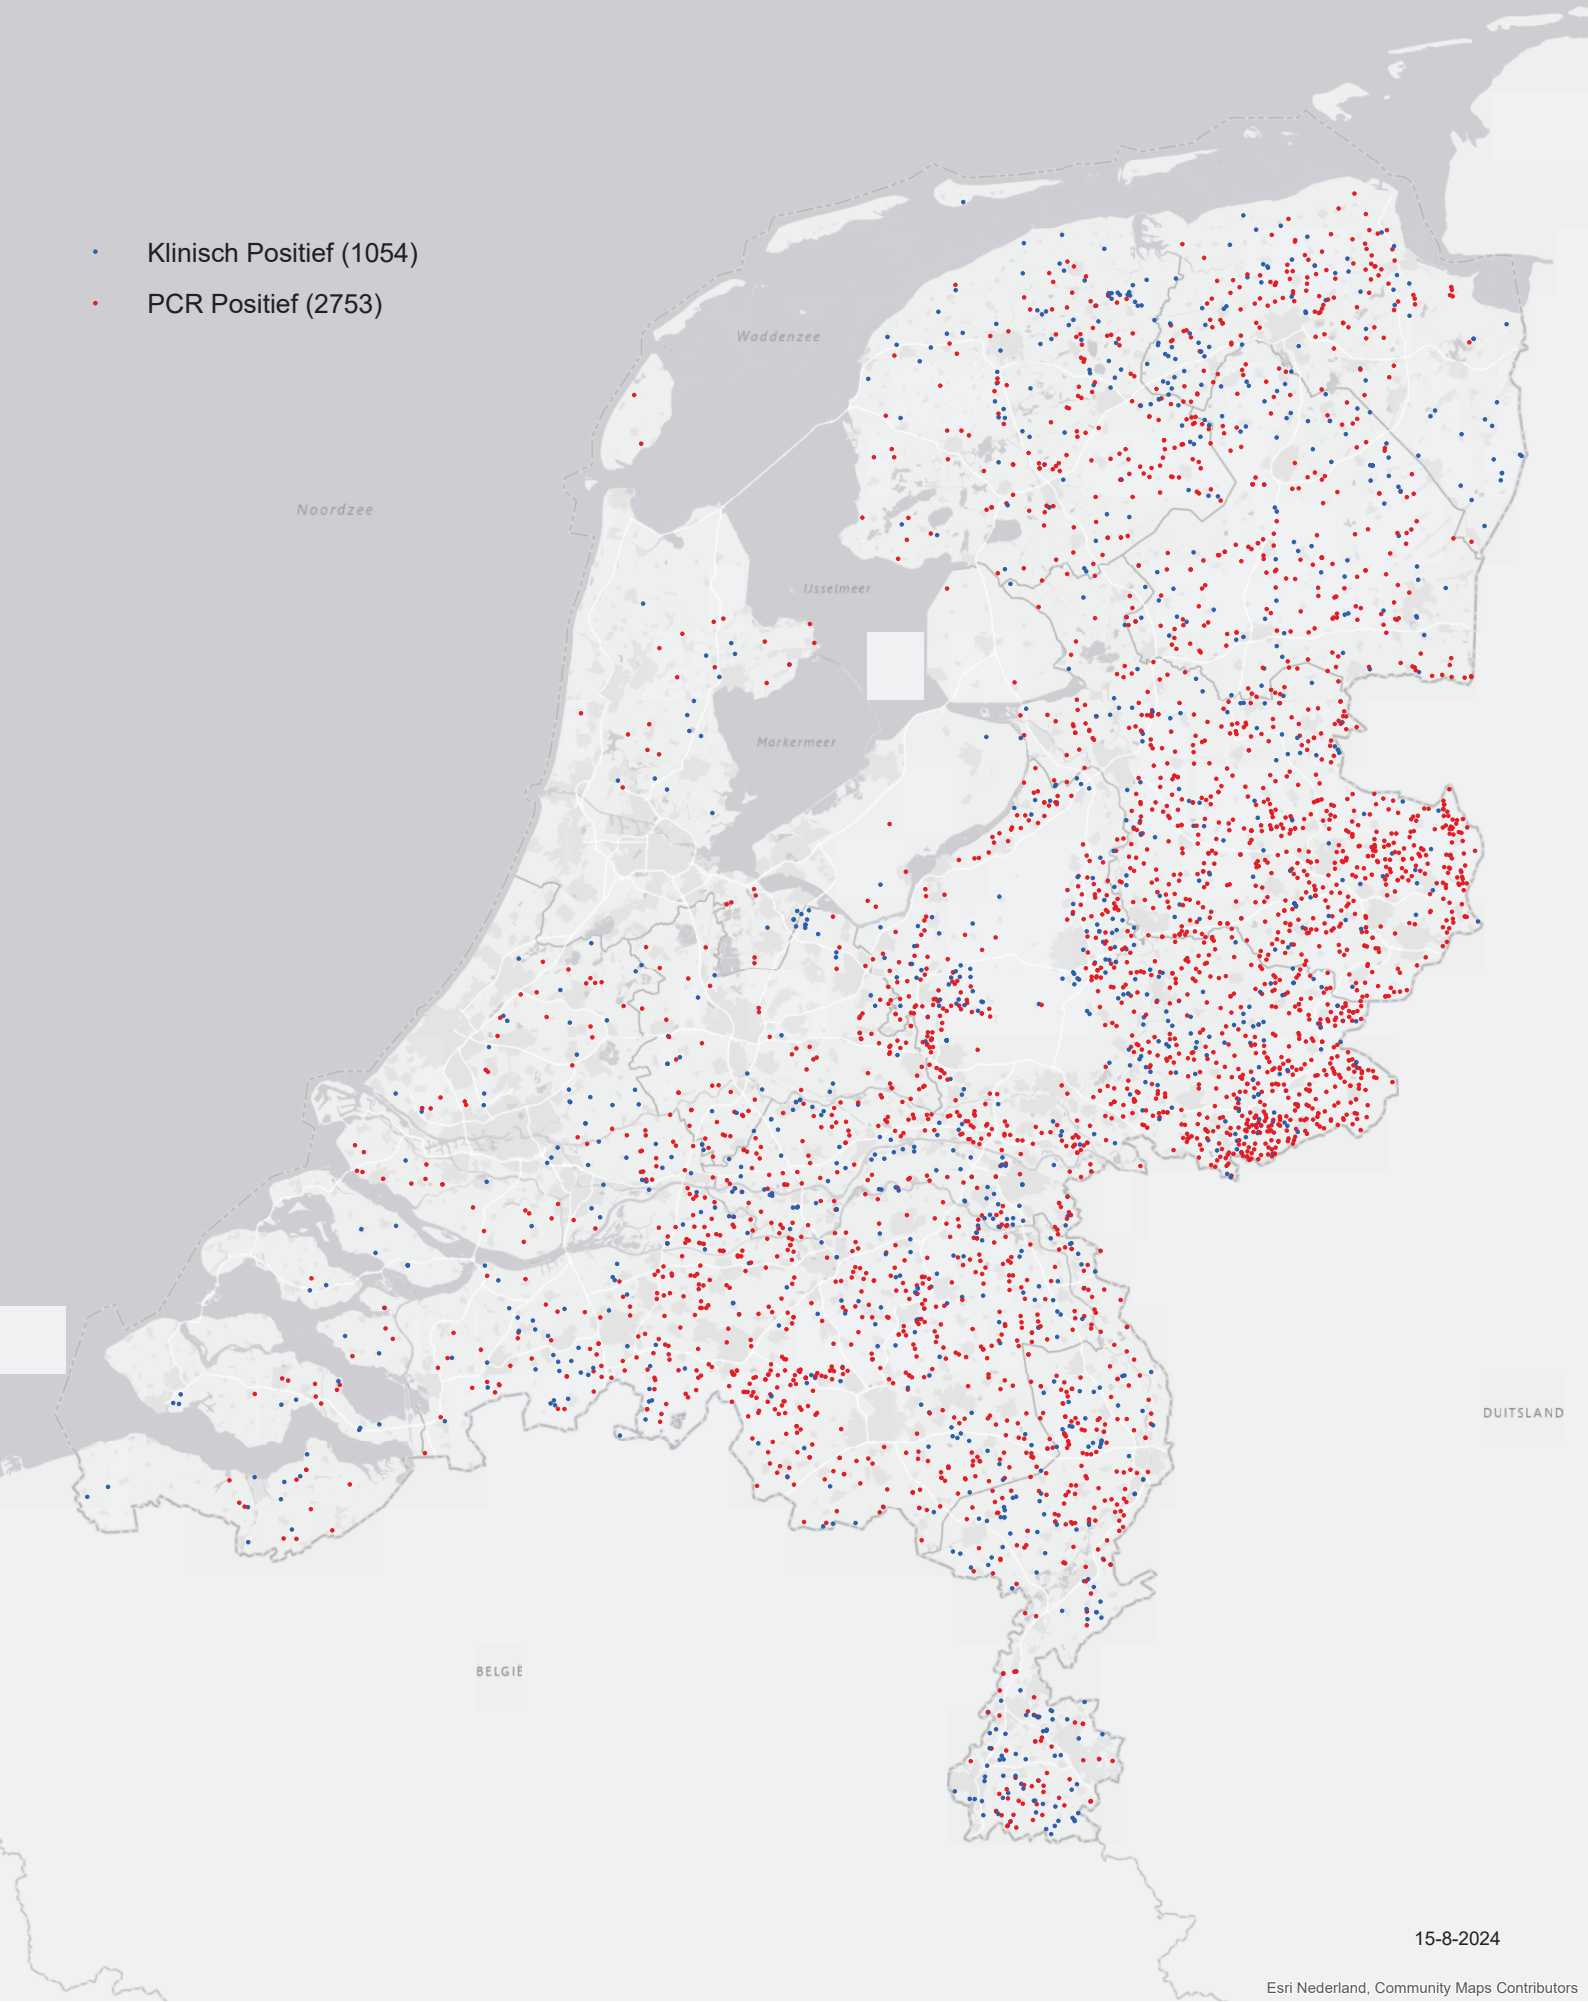 Klinisch Positief (1054)
PCR Positief (2753)
Waddenzee
Noordzee
IJsselmeer
Markermeer
DUITSLAND
BELGIË
15-8-2024
Esri Nederland, Community Maps Contributors